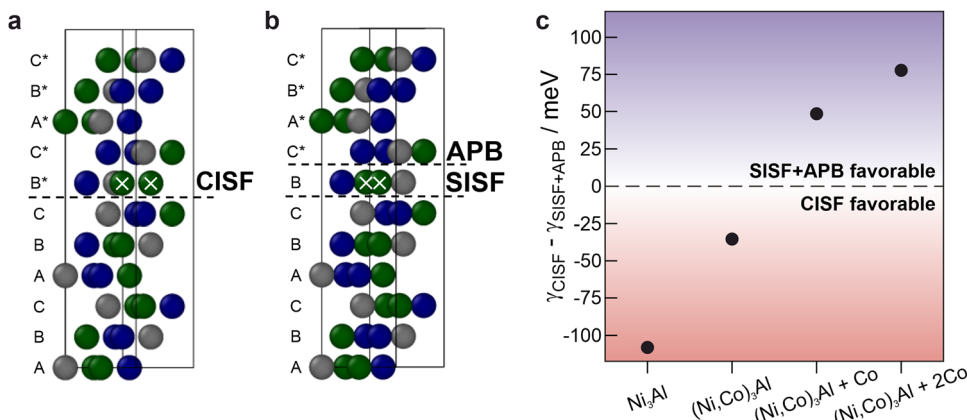 a
C*
B*
A*
C*
B*
CISF
C
B
A
C
B
A
b
C*
B*
A*
C*
APB
B
SISF
C
B
A
C
B
A
c
γCISF - γSISF+APB / meV
100
75
50
25
0
-25
-50
-75
-100
SISF+APB favorable
CISF favorable
Ni₃Al
(Ni,Co)₃Al
(Ni,Co)₃Al + Co
(Ni,Co)₃Al + 2Co